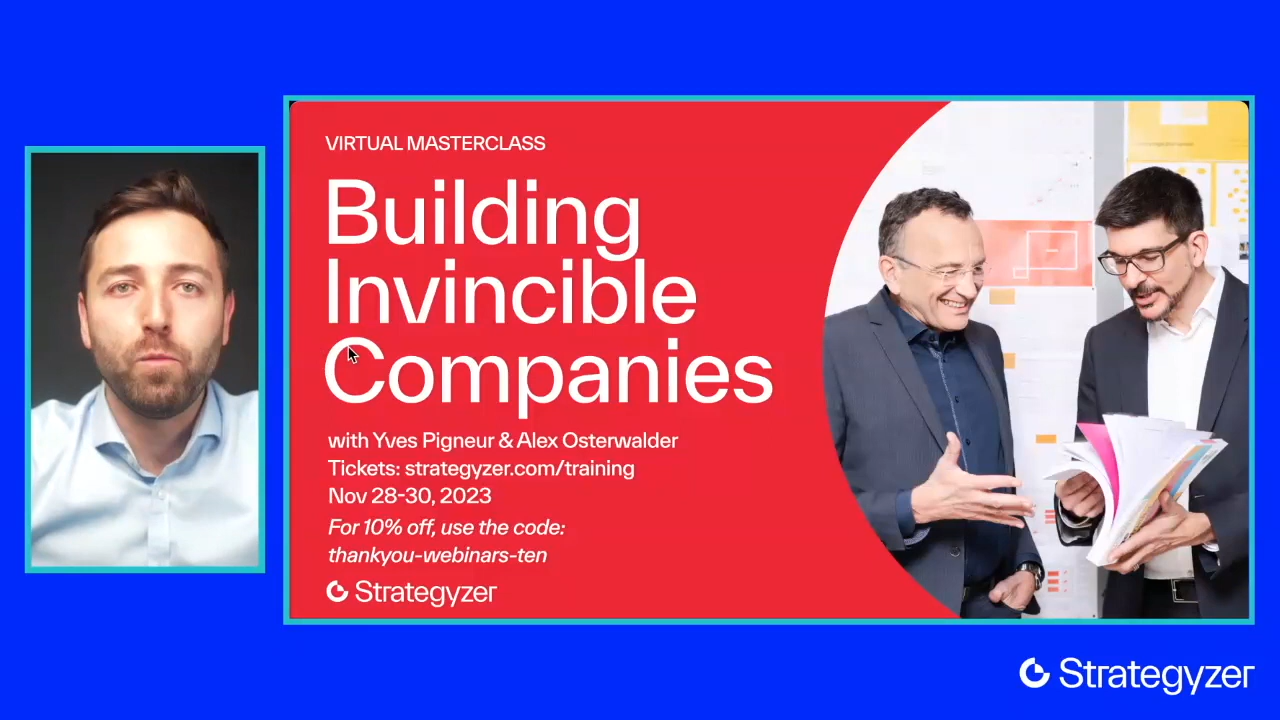 VIRTUAL MASTERCLASS
Building
Invincible
Companies
with Yves Pigneur & Alex Osterwalder
Tickets: strategyzer.com/training
Nov 28-30, 2023
For 10% off, use the code:
thankyou-webinars-ten
Strategyzer
Strategyzer